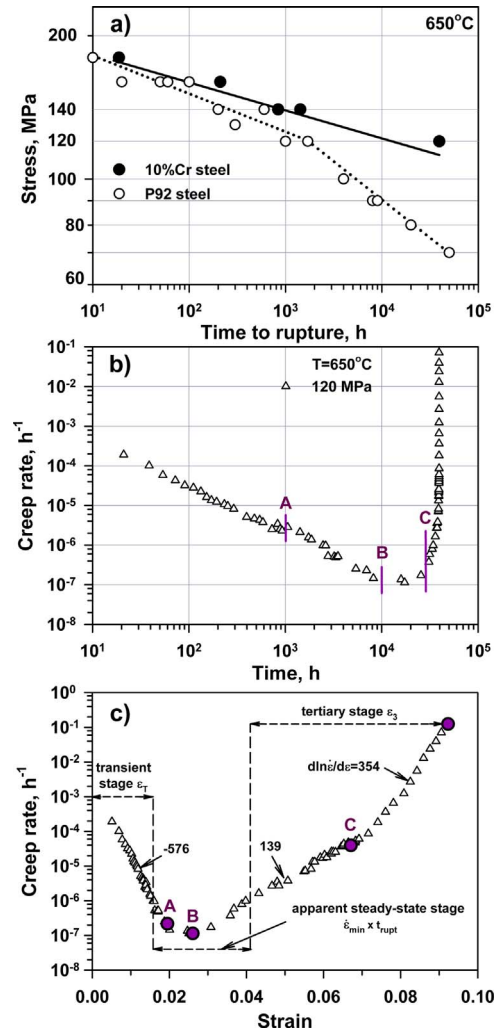 a)
650°C
200
140
120
100
80
60
Stress, MPa
10%Cr steel
P92 steel
10¹ 10² 10³ 10⁴ 10⁵
Time to rupture, h
b)
T=650°C
120 MPa
10⁻¹
10⁻²
10⁻³
10⁻⁴
10⁻⁵
10⁻⁶
10⁻⁷
10⁻⁸
Creep rate, h⁻¹
A
B
C
10¹ 10² 10³ 10⁴ 10⁵
Time, h
c)
10⁰
10⁻¹
10⁻²
10⁻³
10⁻⁴
10⁻⁵
10⁻⁶
10⁻⁷
10⁻⁸
Creep rate, h⁻¹
tertiary stage ε₃
transient
stage ε_T
dlnε̇/dε=354
-576
139
C
A
B
apparent steady-state stage
ε̇_min x t_rupt
0.00 0.02 0.04 0.06 0.08 0.10
Strain